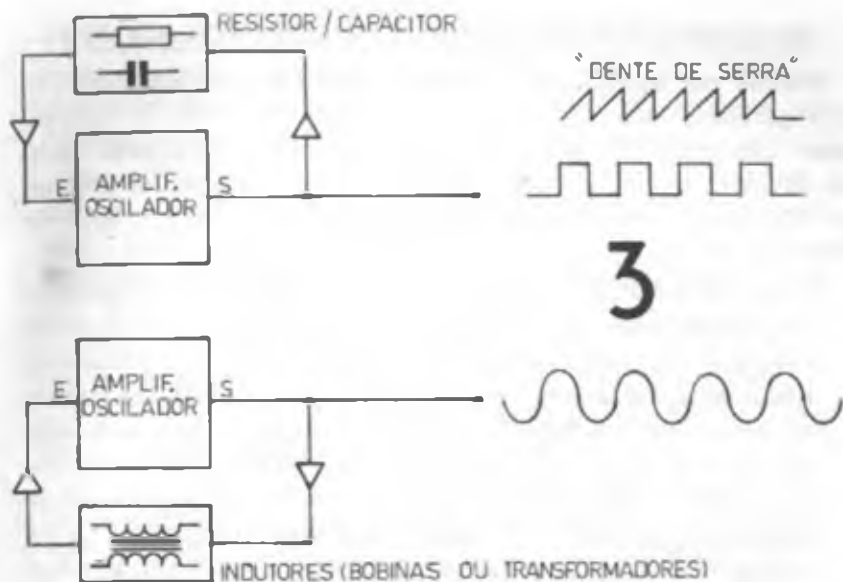 RESISTOR / CAPACITOR
"DENTE DE SERRA"
E
AMPLIF.
OSCILADOR
S
3
E
AMPLIF.
OSCILADOR
S
INDUTORES (BOBINAS OU TRANSFORMADORES)